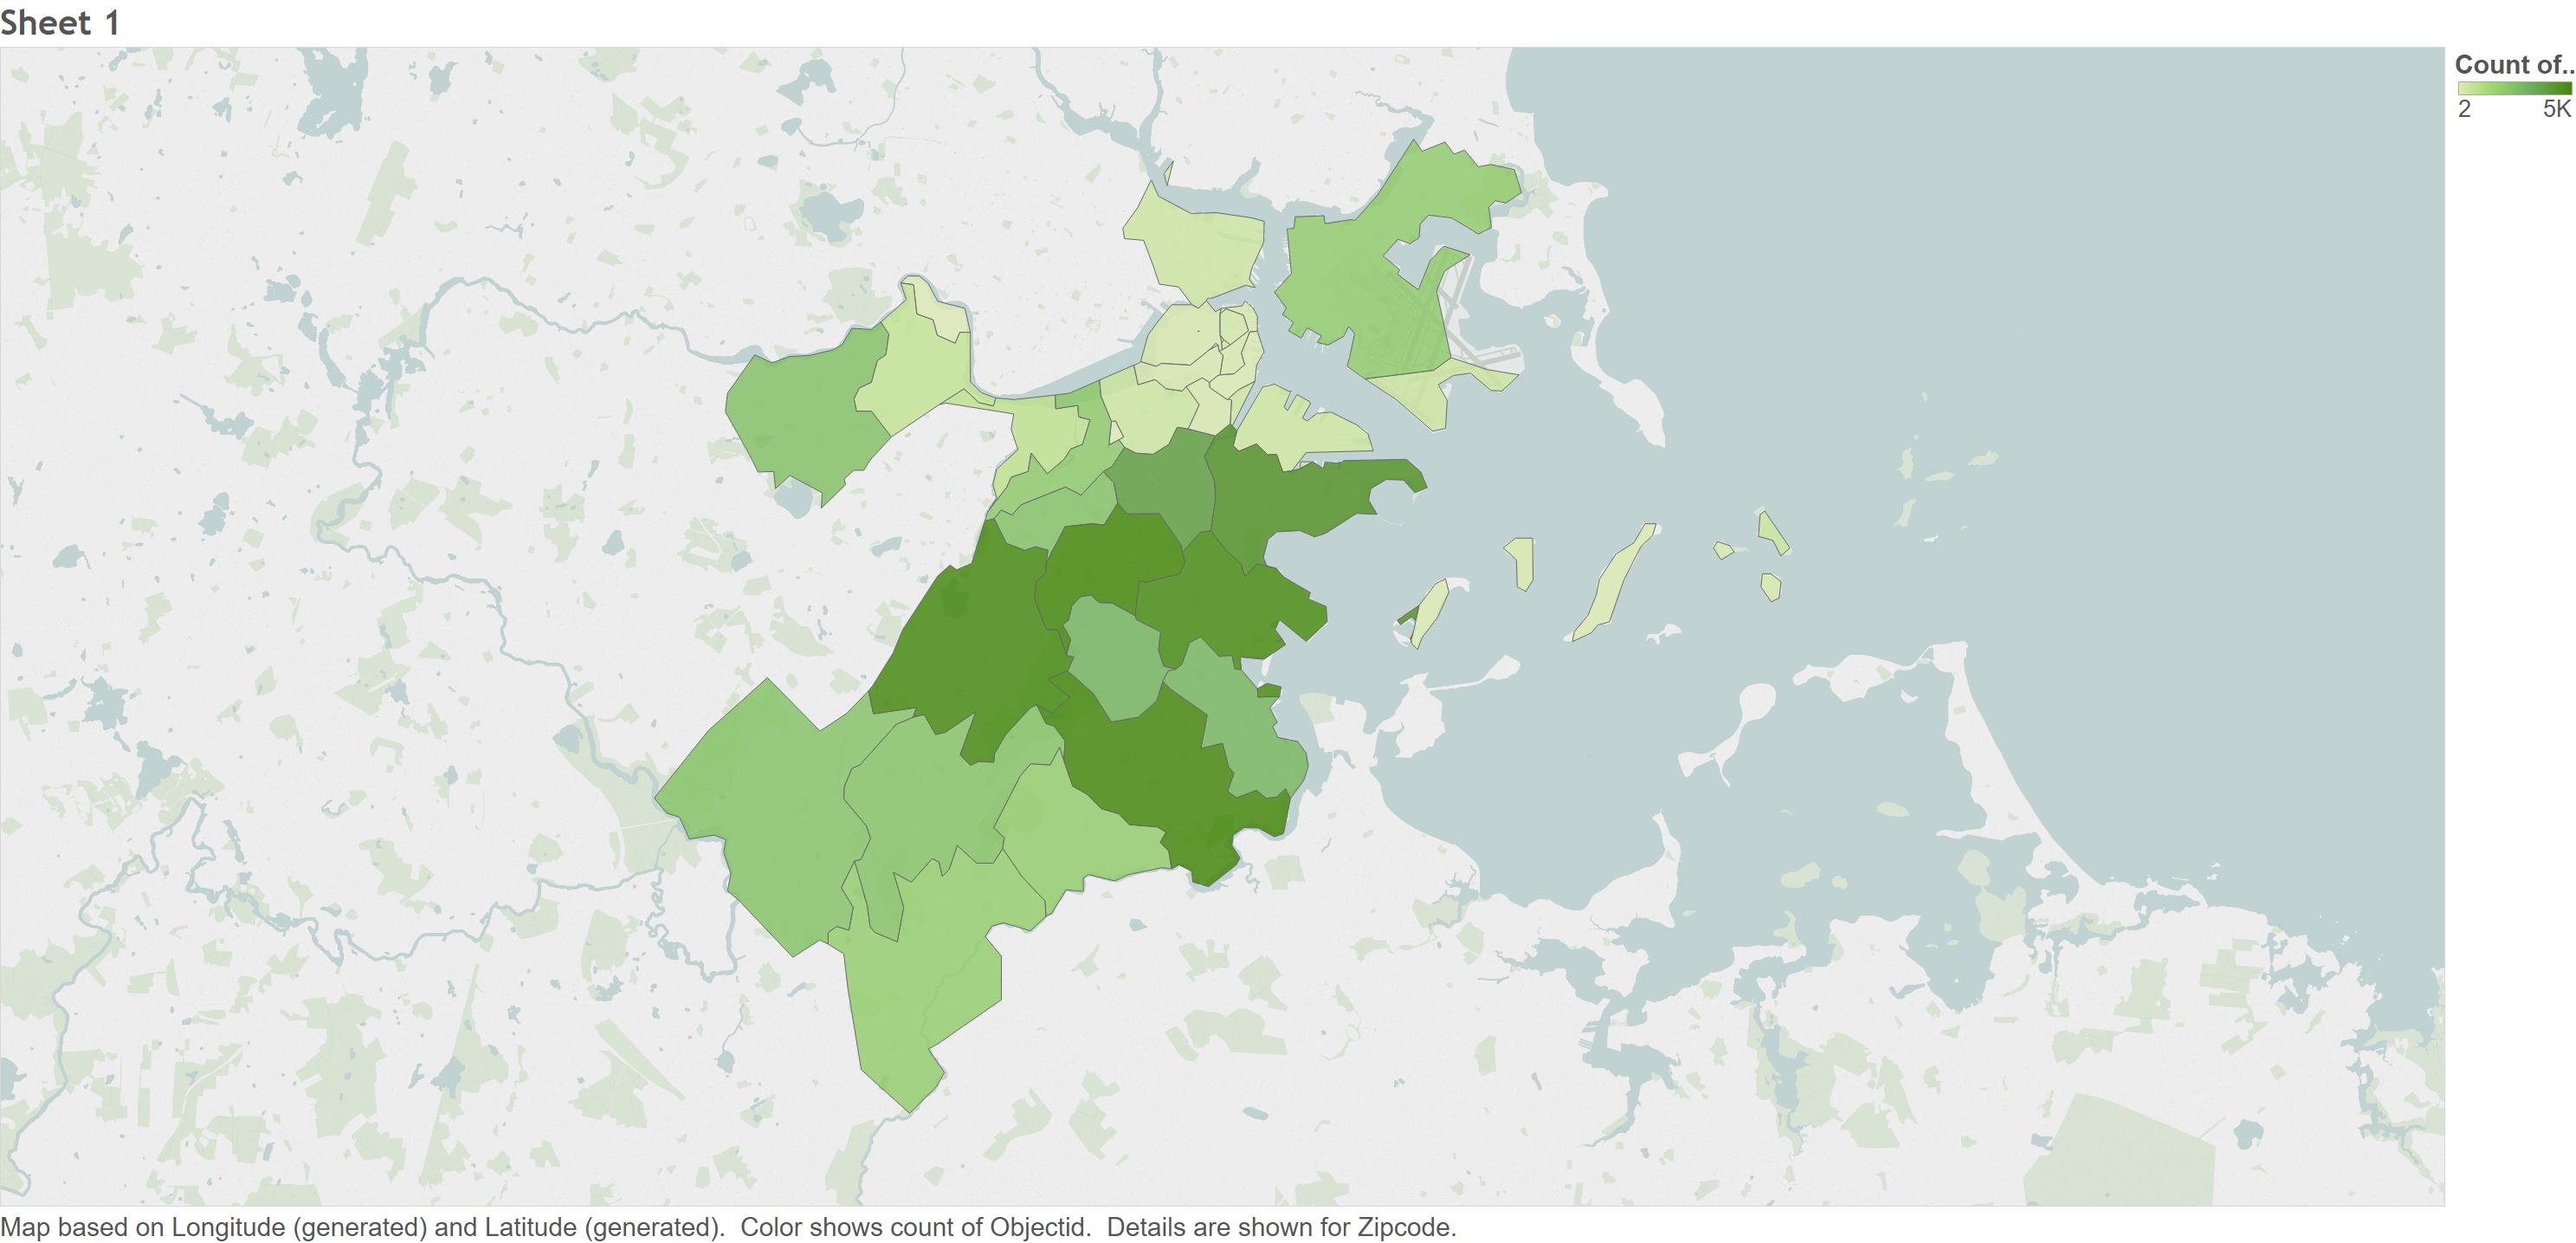 Sheet 1
Count of..
2 5K
Map based on Longitude (generated) and Latitude (generated).  Color shows count of Objectid.  Details are shown for Zipcode.